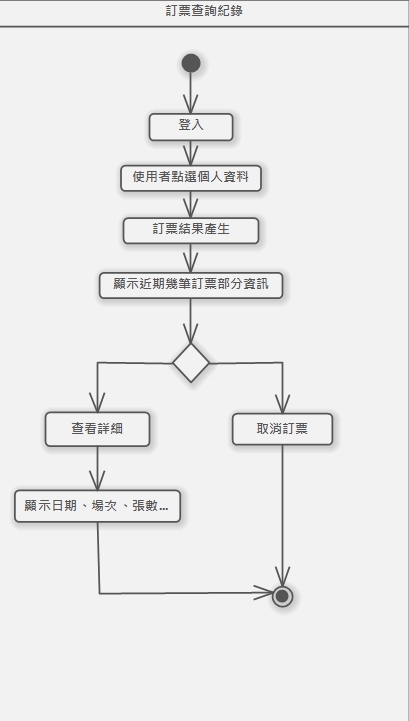 訂票查詢紀錄
登入
使用者點選個人資料
訂票結果產生
顯示近期幾筆訂票部分資訊
查看詳細
取消訂票
顯示日期、場次、張數...